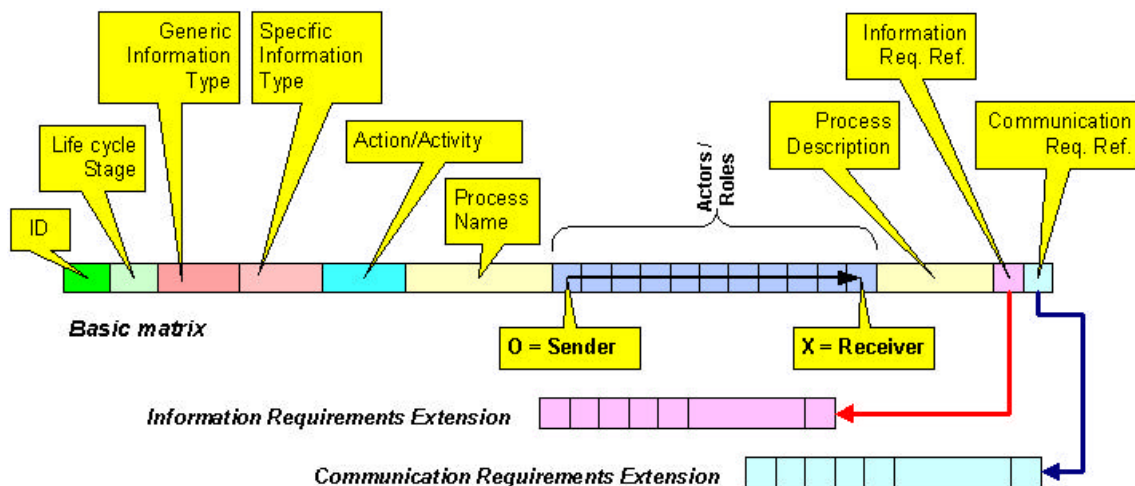 Generic
Information
Type
Specific
Information
Type
Information
Req. Ref.
Life cycle
Stage
Action/Activity
Process
Description
Communication
Req. Ref.
Actors /
Roles
ID
Process
Name
Basic matrix
O = Sender
X = Receiver
Information Requirements Extension
Communication Requirements Extension